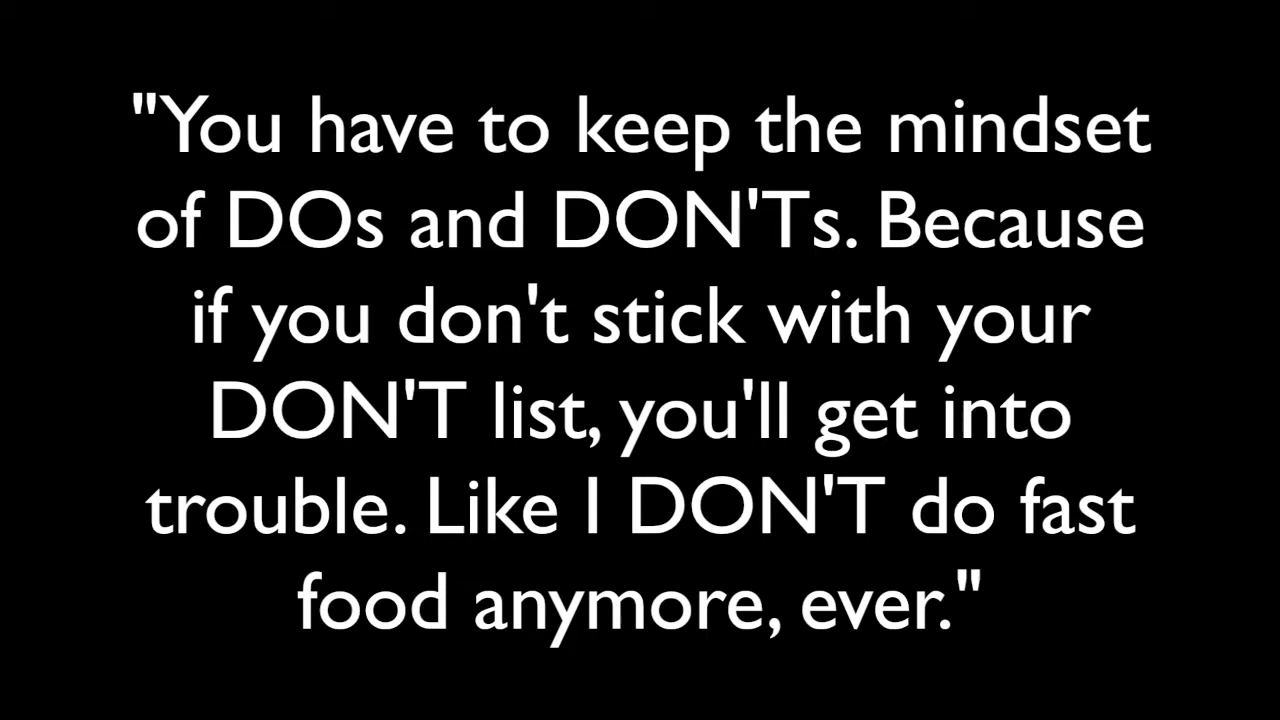 "You have to keep the mindset
of DOs and DON'Ts. Because
if you don't stick with your
DON'T list, you'll get into
trouble. Like I DON'T do fast
food anymore, ever."